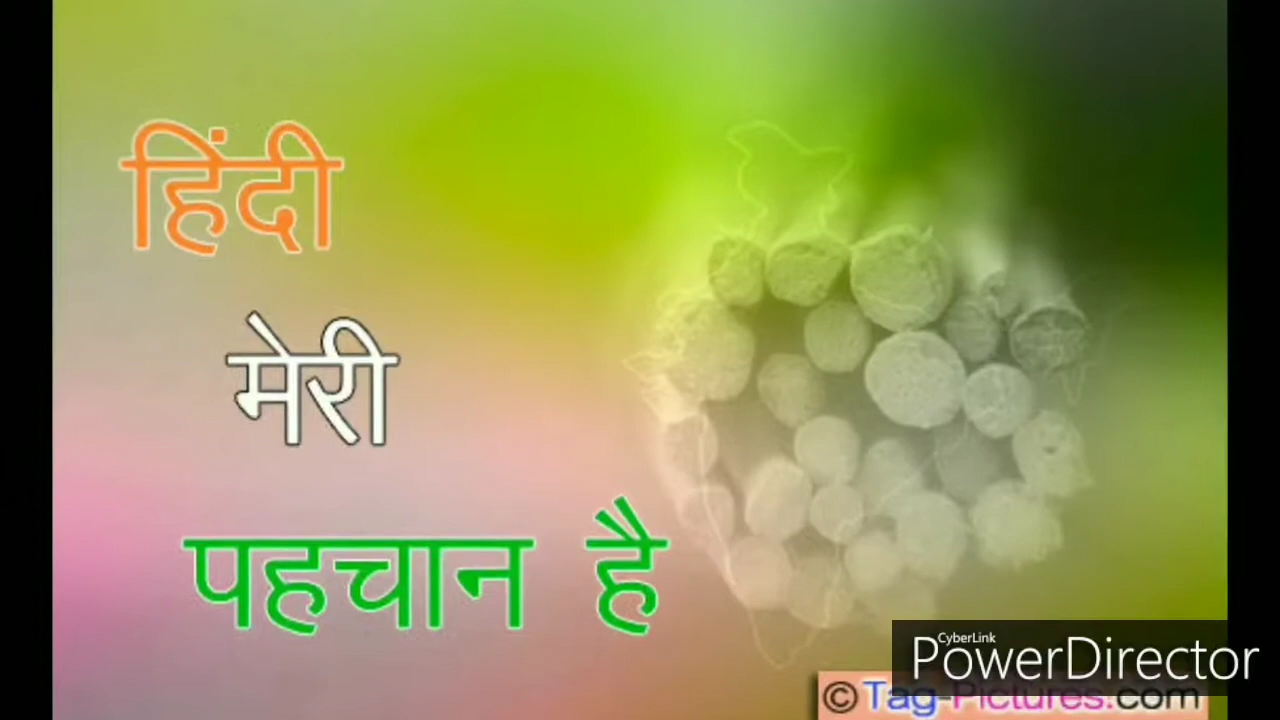 हिंदी
मेरी
पहचान है
CyberLink
PowerDirector
© Tag-Pictures.com